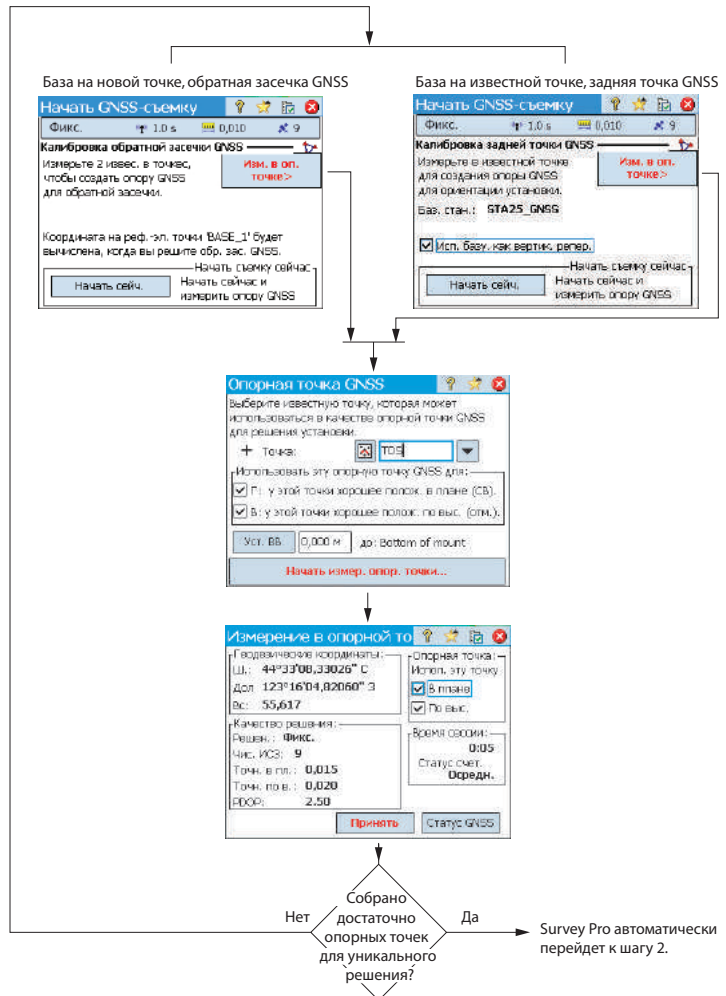 База на новой точке, обратная засечка GNSS
Начать GNSS-съемку
Фикс. 1.0 s 0,010 9
Калибровка обратной засечки GNSS
Измерьте 2 извес. в точкес,
чтобы создать опору GNSS
для обратной засечки.
Изм. в оп.
точке>
Координата на реф.-эл. точки 'BASE_1' будет
вычислена, когда вы решите обр. зас. GNSS.
Начать съемку сейчас
Начать сейч.
Начать сейчас и
измерить опору GNSS
База на известной точке, задняя точка GNSS
Начать GNSS-съемку
Фикс. 1.0 s 0,010 9
Калибровка задней точки GNSS
Измерьте в известной точке
для создания опоры GNSS
для ориентации установки.
Изм. в оп.
точке>
Баз. стан.: STA25_GNSS
Исп. базу. как вертик. репер.
Начать съемку сейчас
Начать сейч.
Начать сейчас и
измерить опору GNSS
Опорная точка GNSS
Выберите известную точку, которая может
использоваться в качестве опорной точки GNSS
для решения установки.
Точка: TOS
Использовать эту опорную точку GNSS для:
Г: у этой точки хорошее полож. в плане (СВ).
В: у этой точки хорошее полож. по выс. (отм.).
Уст. ВВ. 0,000 м до: Bottom of mount
Начать измер. опор. точки...
Измерение в опорной то
Геодезические координаты:
Ш.: 44°33'08,33026" С
Дол 123°16'04,82060" З
Вс: 55,617
Качество решения:
Решен.: Фикс.
Чис. ИСЗ: 9
Точн. в пл.: 0,015
Точн. по в.: 0,020
PDOP: 2.50
Опорная точка:
Испол. эту точку
В плане
По выс.
Время сессии:
0:05
Статус счет.
Осредн.
Принять
Статус GNSS
Нет
Собрано
достаточно
опорных точек
для уникального
решения?
Да
Survey Pro автоматически
перейдет к шагу 2.